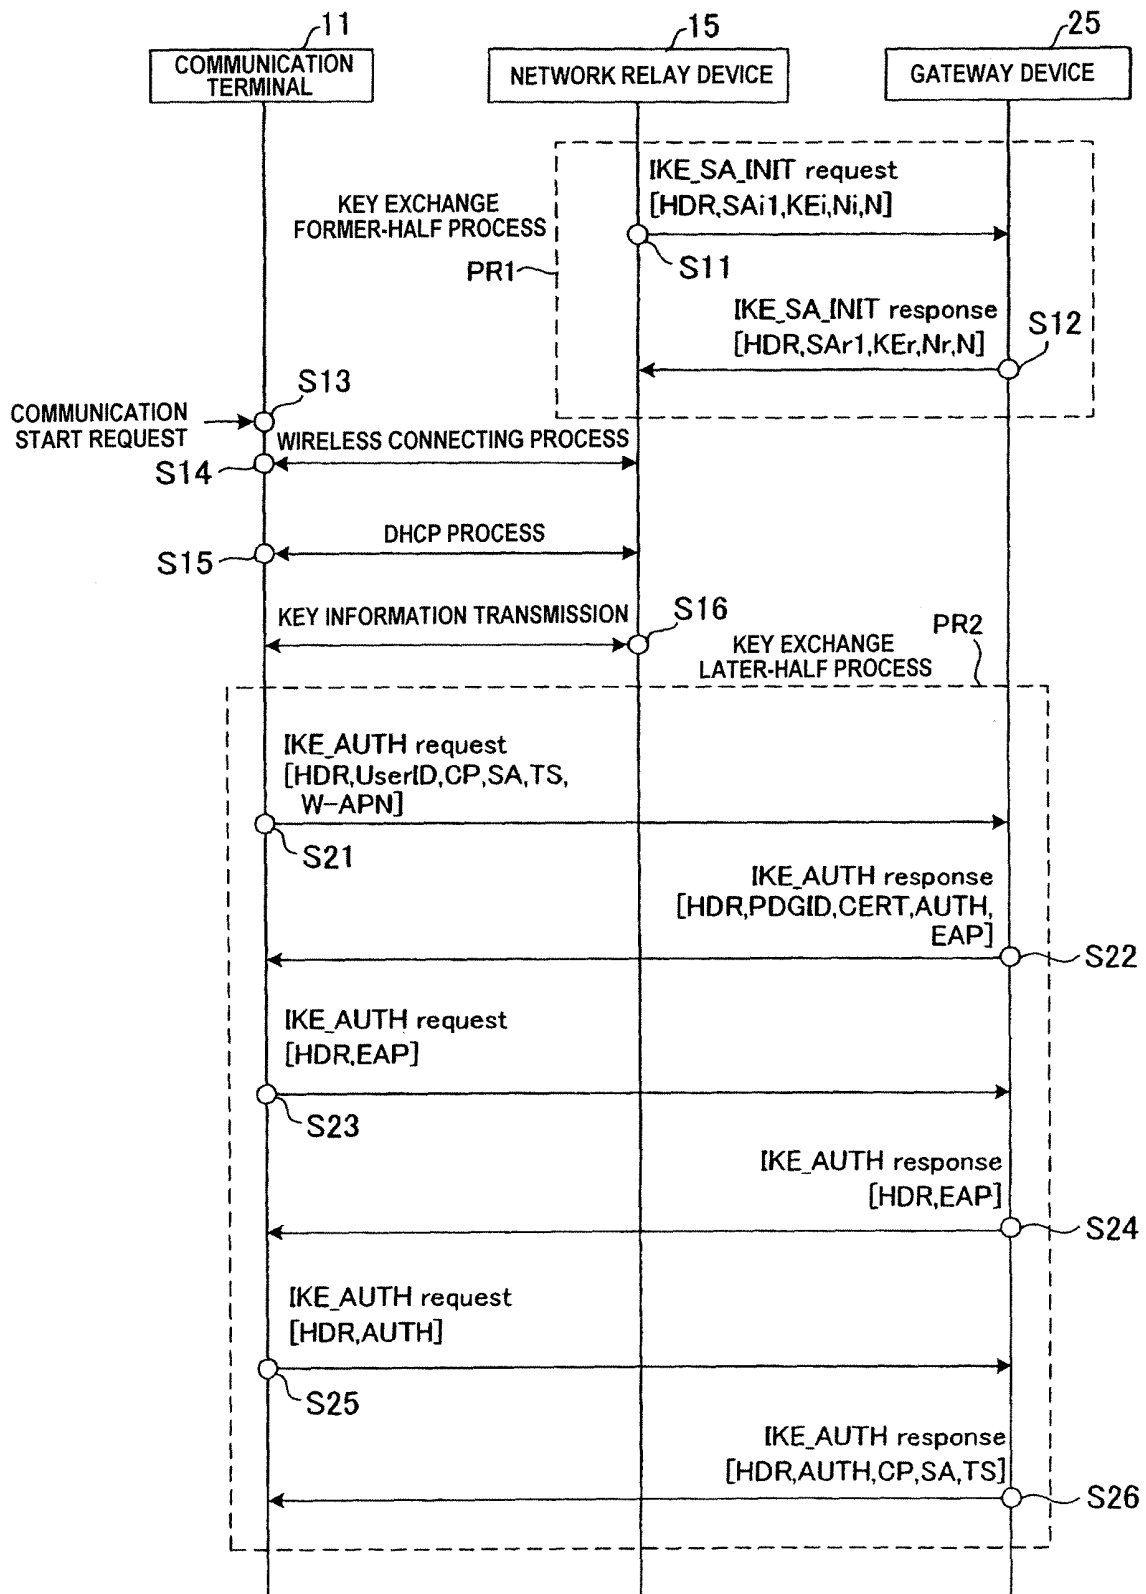 11
15
25
COMMUNICATION
TERMINAL
NETWORK RELAY DEVICE
GATEWAY DEVICE
IKE_SA_INIT request
[HDR,SAi1,KEi,Ni,N]
KEY EXCHANGE
FORMER-HALF PROCESS
PR1
S11
IKE_SA_INIT response
[HDR,SAr1,KEr,Nr,N]
S12
S13
COMMUNICATION
START REQUEST
WIRELESS CONNECTING PROCESS
S14
DHCP PROCESS
S15
KEY INFORMATION TRANSMISSION
S16
PR2
KEY EXCHANGE
LATER-HALF PROCESS
IKE_AUTH request
[HDR,UserID,CP,SA,TS,
W-APN]
S21
IKE_AUTH response
[HDR,PDGID,CERT,AUTH,
EAP]
S22
IKE_AUTH request
[HDR,EAP]
S23
IKE_AUTH response
[HDR,EAP]
S24
IKE_AUTH request
[HDR,AUTH]
S25
IKE_AUTH response
[HDR,AUTH,CP,SA,TS]
S26